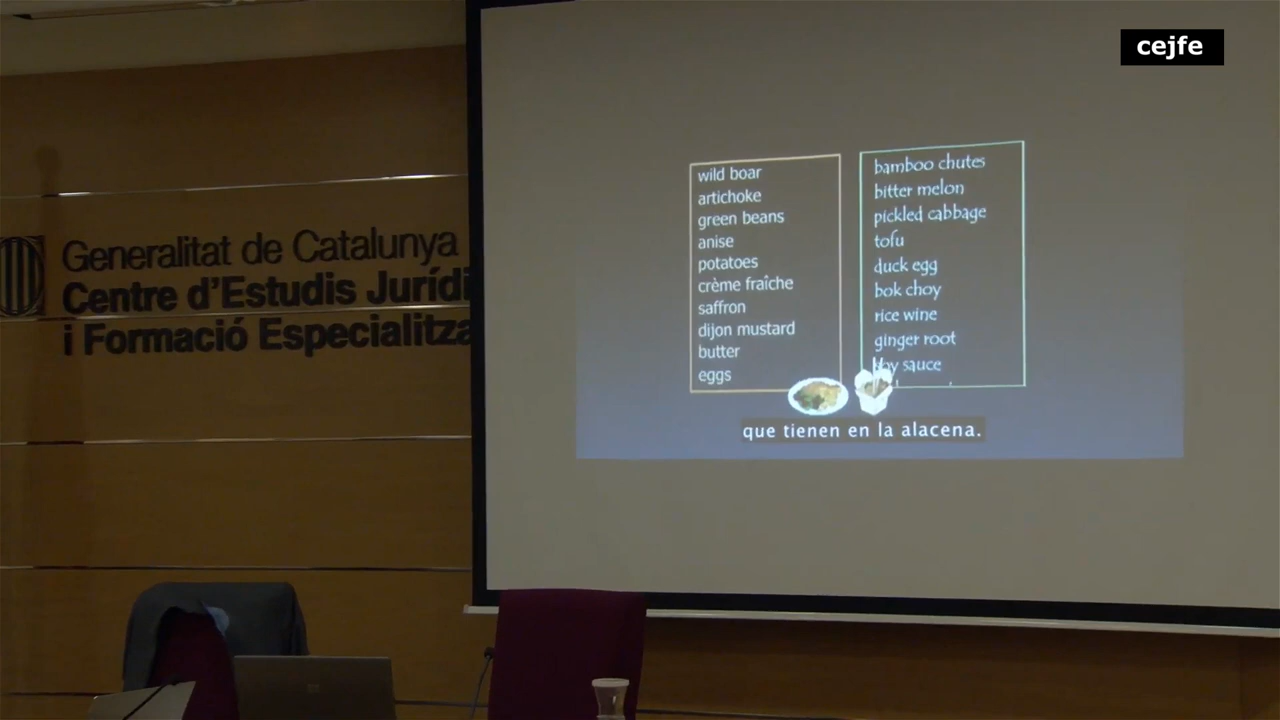 cejfe
Generalitat de Catalunya
Centre d'Estudis Jurídi
i Formació Especialitza
wild boar
artichoke
green beans
anise
potatoes
crème fraîche
saffron
dijon mustard
butter
eggs
bamboo chutes
bitter melon
pickled cabbage
tofu
duck egg
bok choy
rice wine
ginger root
soy sauce
que tienen en la alacena.